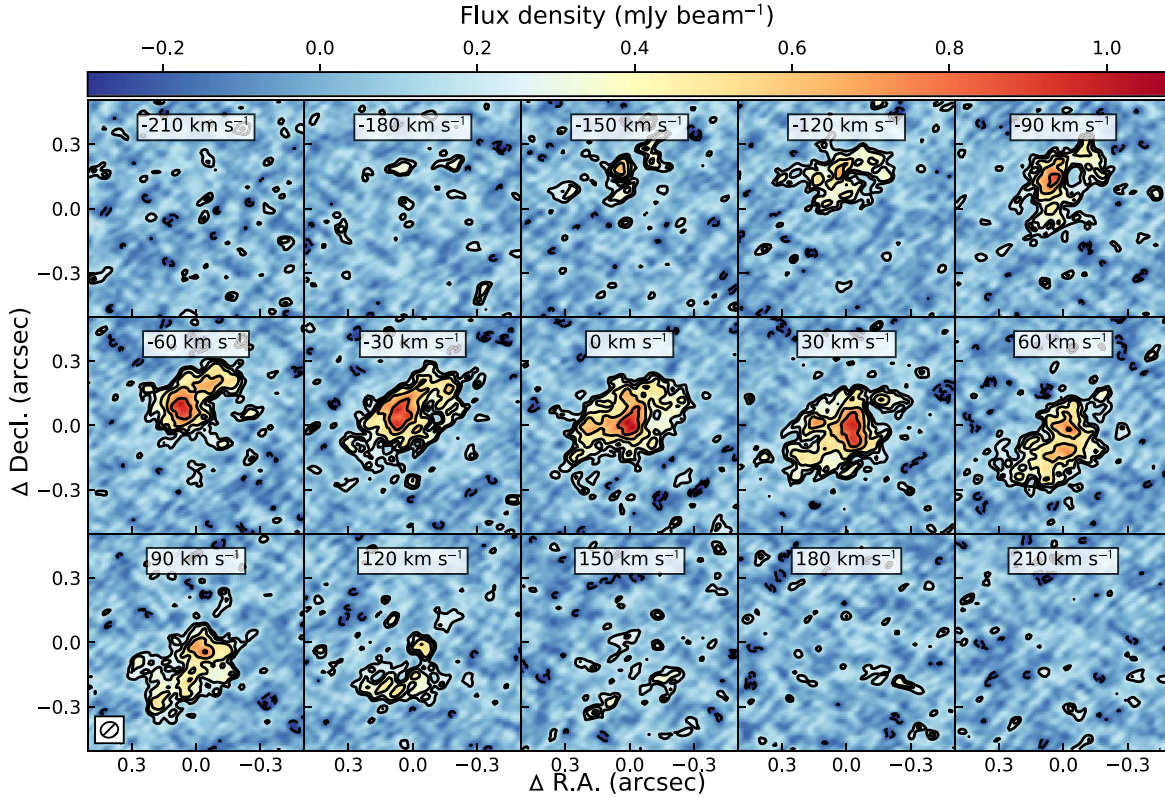 Flux density (mJy beam⁻¹)
−0.2 0.0 0.2 0.4 0.6 0.8 1.0
-210 km s⁻¹ -180 km s⁻¹ -150 km s⁻¹ -120 km s⁻¹ -90 km s⁻¹
0.3
0.0
−0.3
-60 km s⁻¹ -30 km s⁻¹ 0 km s⁻¹ 30 km s⁻¹ 60 km s⁻¹
0.3
0.0
−0.3
Δ Decl. (arcsec)
90 km s⁻¹ 120 km s⁻¹ 150 km s⁻¹ 180 km s⁻¹ 210 km s⁻¹
0.3
0.0
−0.3
0.3 0.0 −0.3 0.3 0.0 −0.3 0.3 0.0 −0.3 0.3 0.0 −0.3 0.3 0.0 −0.3
Δ R.A. (arcsec)